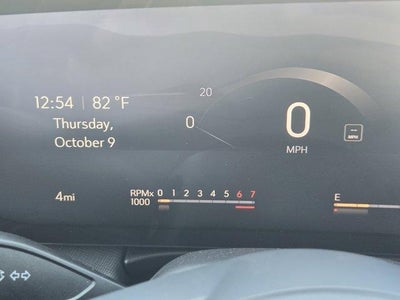 12:54 | 82 °F
Thursday,
October 9
20
0
0
MPH
– MPH
4mi
RPMx 1000
0 1 2 3 4 5 6 7
E